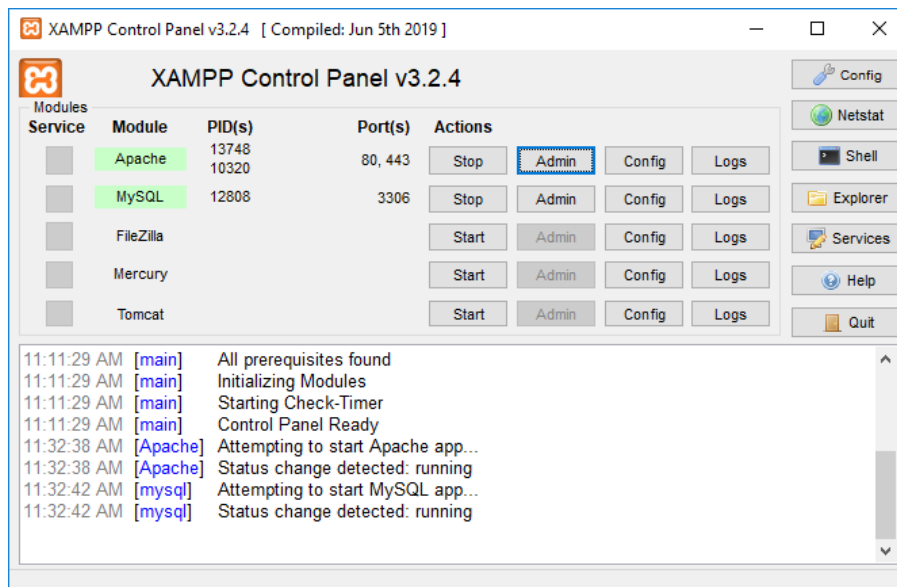 XAMPP Control Panel v3.2.4 [ Compiled: Jun 5th 2019 ]
XAMPP Control Panel v3.2.4
Config
Modules
Service Module PID(s) Port(s) Actions
Netstat
Apache 13748 10320 80, 443 Stop Admin Config Logs
Shell
MySQL 12808 3306 Stop Admin Config Logs
Explorer
FileZilla Start Admin Config Logs
Services
Mercury Start Admin Config Logs
Help
Tomcat Start Admin Config Logs
Quit
11:11:29 AM [main] All prerequisites found
11:11:29 AM [main] Initializing Modules
11:11:29 AM [main] Starting Check-Timer
11:11:29 AM [main] Control Panel Ready
11:32:38 AM [Apache] Attempting to start Apache app...
11:32:38 AM [Apache] Status change detected: running
11:32:42 AM [mysql] Attempting to start MySQL app...
11:32:42 AM [mysql] Status change detected: running